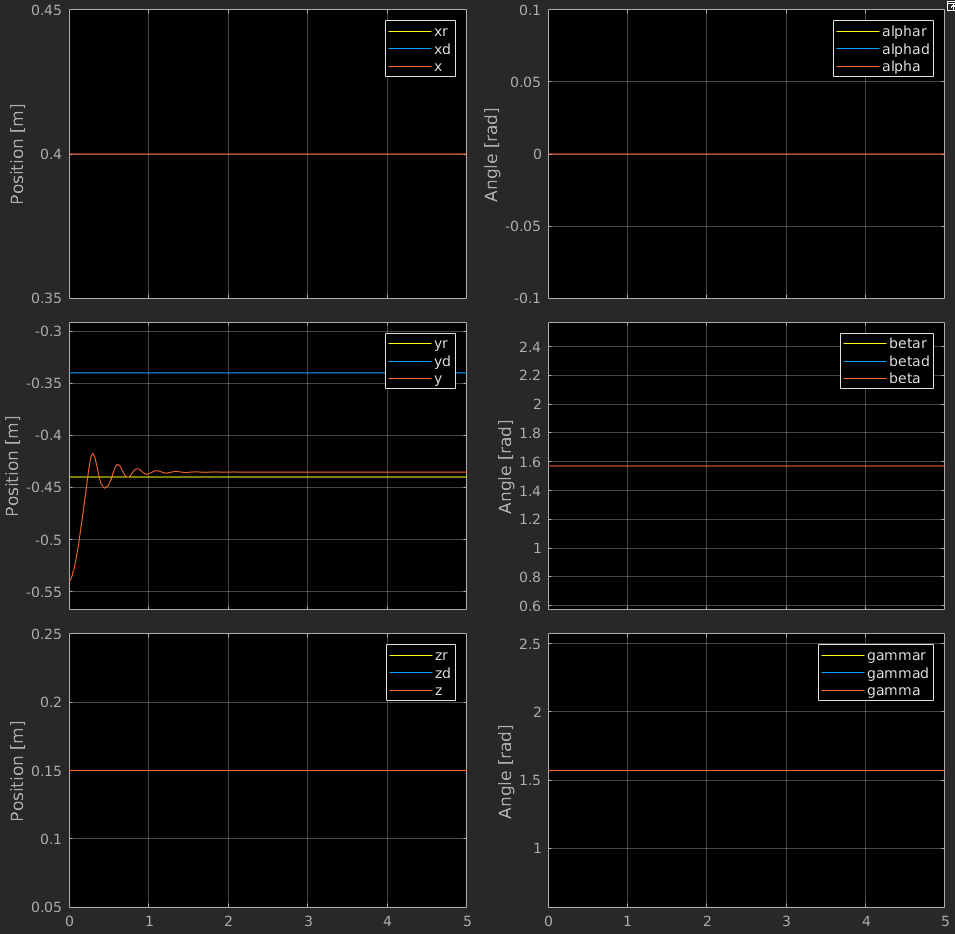 0.45
0.4
0.35
Position [m]
xr
xd
x
0.1
0.05
0
-0.05
-0.1
Angle [rad]
alphar
alphad
alpha
-0.3
-0.35
-0.4
-0.45
-0.5
-0.55
Position [m]
yr
yd
y
2.4
2.2
2
1.8
1.6
1.4
1.2
1
0.8
0.6
Angle [rad]
betar
betad
beta
0.25
0.2
0.15
0.1
0.05
Position [m]
zr
zd
z
0 1 2 3 4 5
2.5
2
1.5
1
Angle [rad]
gammar
gammad
gamma
0 1 2 3 4 5